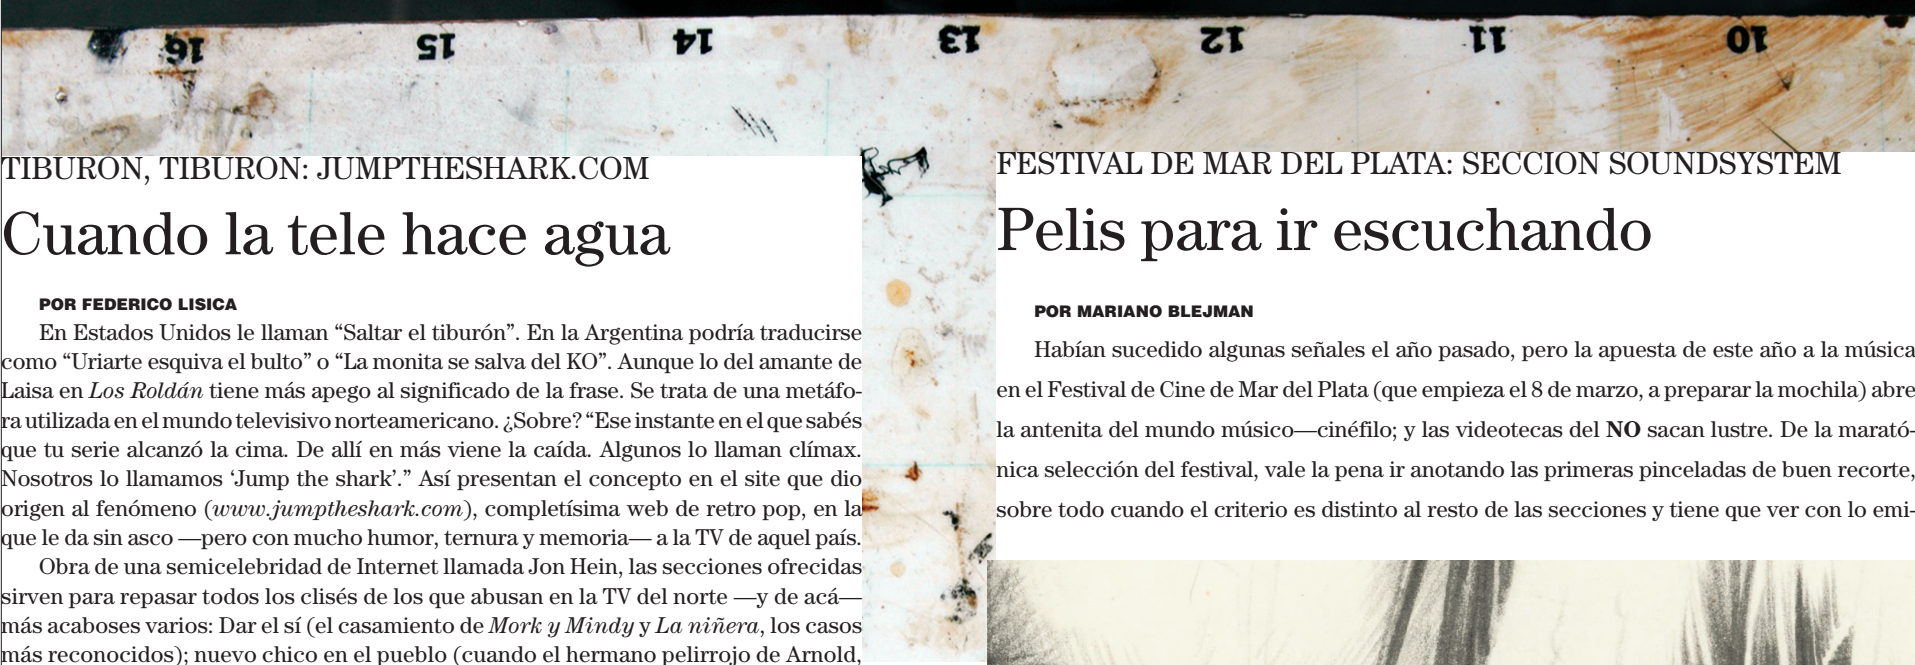 16 15 14 13 12 11 10
TIBURON, TIBURON: JUMPTHESHARK.COM
Cuando la tele hace agua
POR FEDERICO LISICA
En Estados Unidos le llaman “Saltar el tiburón”. En la Argentina podría traducirse
como “Uriarte esquiva el bulto” o “La monita se salva del KO”. Aunque lo del amante de
Laisa en Los Roldán tiene más apego al significado de la frase. Se trata de una metáfo-
ra utilizada en el mundo televisivo norteamericano. ¿Sobre? “Ese instante en el que sabés
que tu serie alcanzó la cima. De allí en más viene la caída. Algunos lo llaman clímax.
Nosotros lo llamamos ‘Jump the shark’.” Así presentan el concepto en el site que dio
origen al fenómeno (www.jumptheshark.com), completísima web de retro pop, en la
que le da sin asco —pero con mucho humor, ternura y memoria— a la TV de aquel país.
Obra de una semicelebridad de Internet llamada Jon Hein, las secciones ofrecidas
sirven para repasar todos los clisés de los que abusan en la TV del norte —y de acá—
más acaboses varios: Dar el sí (el casamiento de Mork y Mindy y La niñera, los casos
más reconocidos); nuevo chico en el pueblo (cuando el hermano pelirrojo de Arnold,
FESTIVAL DE MAR DEL PLATA: SECCION SOUNDSYSTEM
Pelis para ir escuchando
POR MARIANO BLEJMAN
Habían sucedido algunas señales el año pasado, pero la apuesta de este año a la música
en el Festival de Cine de Mar del Plata (que empieza el 8 de marzo, a preparar la mochila) abre
la antenita del mundo músico—cinéfilo; y las videotecas del NO sacan lustre. De la marató-
nica selección del festival, vale la pena ir anotando las primeras pinceladas de buen recorte,
sobre todo cuando el criterio es distinto al resto de las secciones y tiene que ver con lo emi-